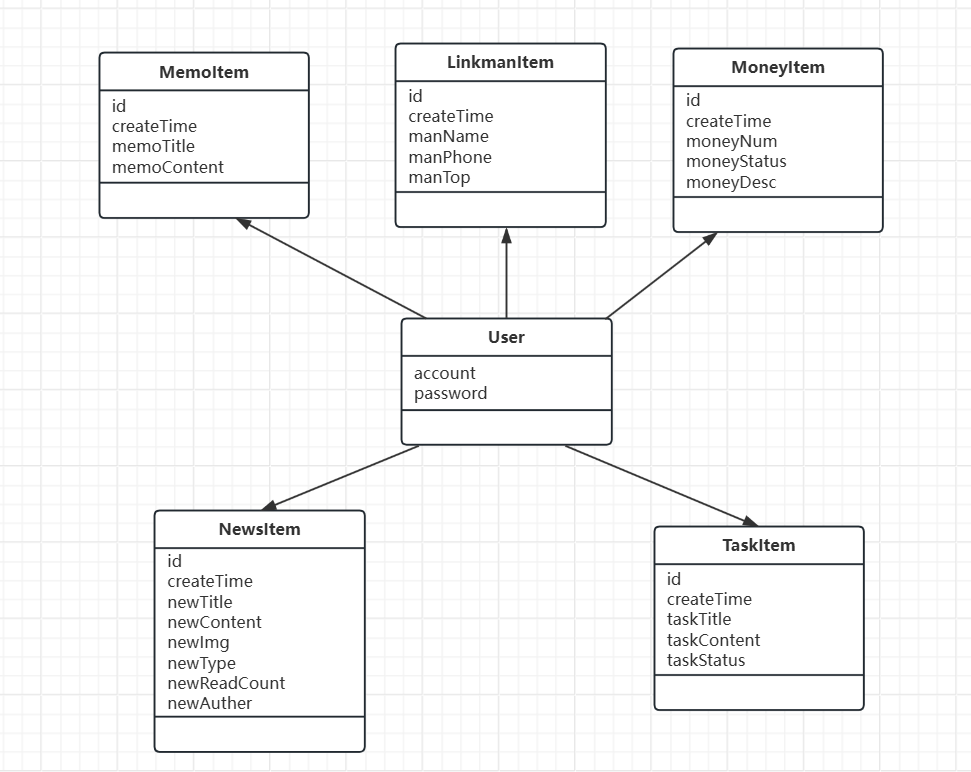 MemoItem
id
createTime
memoTitle
memoContent
LinkmanItem
id
createTime
manName
manPhone
manTop
MoneyItem
id
createTime
moneyNum
moneyStatus
moneyDesc
User
account
password
NewsItem
id
createTime
newTitle
newContent
newImg
newType
newReadCount
newAuther
TaskItem
id
createTime
taskTitle
taskContent
taskStatus